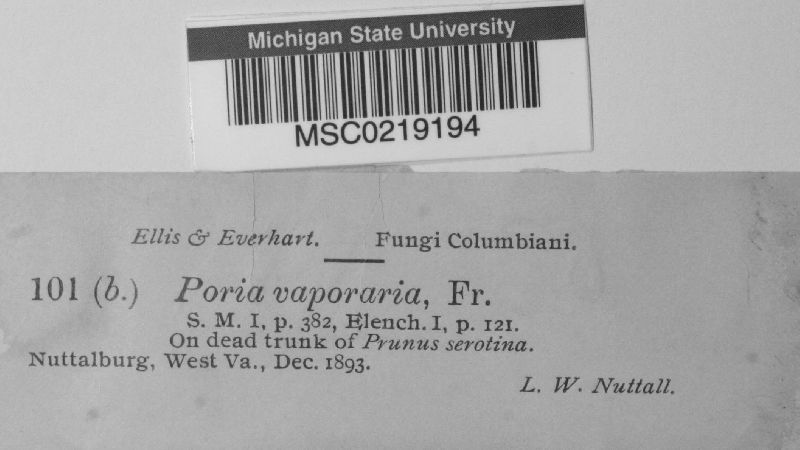 Michigan State University
MSC0219194
Ellis & Everhart. Fungi Columbiani.
101 (b.) Poria vaporaria, Fr.
S. M. I, p. 382, Elench. I, p. 121.
On dead trunk of Prunus serotina.
Nuttalburg, West Va., Dec. 1893.
L. W. Nuttall.